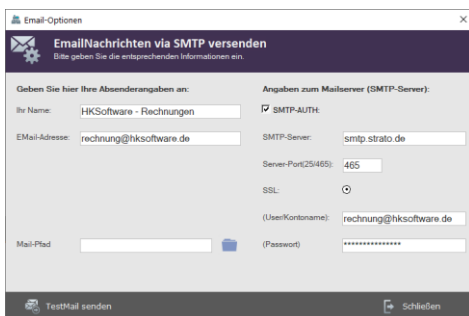 Email-Optionen
EmailNachrichten via SMTP versenden
Bitte geben Sie die entsprechenden Informationen ein.
Geben Sie hier Ihre Absenderangaben an:
Ihr Name: HKSoftware - Rechnungen
EMail-Adresse: rechnung@hksoftware.de
Mail-Pfad
Angaben zum Mailserver (SMTP-Server):
SMTP-AUTH:
SMTP-Server: smtp.strato.de
Server-Port(25/465): 465
SSL:
(User/Kontoname): rechnung@hksoftware.de
(Passwort) ***************
TestMail senden
Schließen